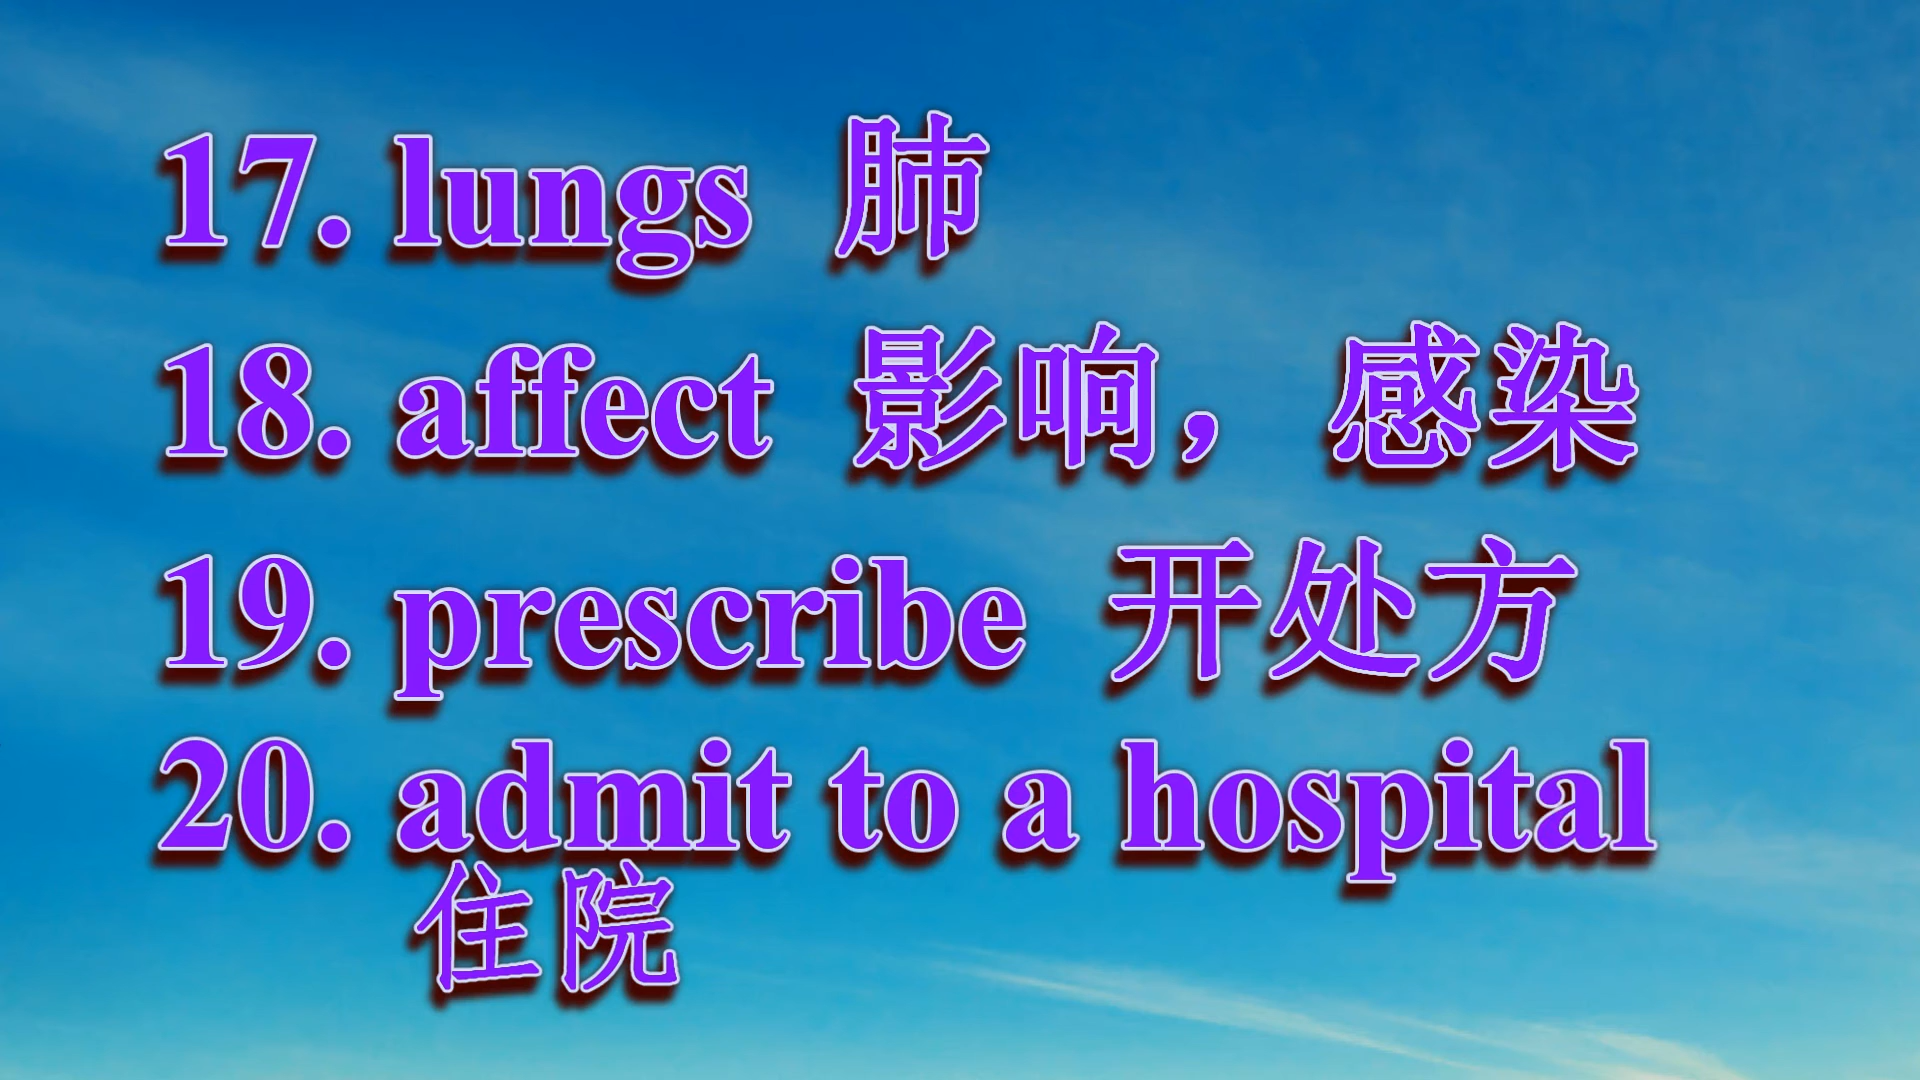 17. lungs 肺
18. affect 影响，感染
19. prescribe 开处方
20. admit to a hospital
住院